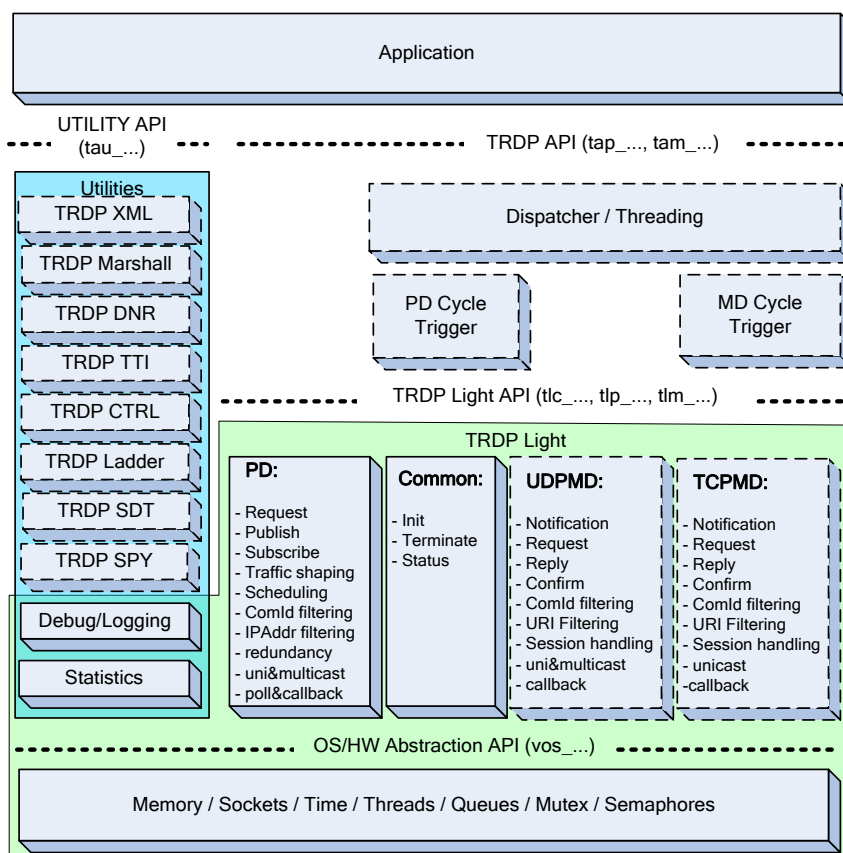 Application
UTILITY API
(tau_...)
TRDP API (tap_..., tam_...)
Utilities
TRDP XML
TRDP Marshall
TRDP DNR
TRDP TTI
TRDP CTRL
TRDP Ladder
TRDP SDT
TRDP SPY
Debug/Logging
Statistics
Dispatcher / Threading
PD Cycle
Trigger
MD Cycle
Trigger
TRDP Light API (tlc_..., tlp_..., tlm_...)
TRDP Light
PD:
- Request
- Publish
- Subscribe
- Traffic shaping
- Scheduling
- ComId filtering
- IPAddr filtering
- redundancy
- uni&multicast
- poll&callback
Common:
- Init
- Terminate
- Status
UDPMD:
- Notification
- Request
- Reply
- Confirm
- ComId filtering
- URI Filtering
- Session handling
- uni&multicast
- callback
TCPMD:
- Notification
- Request
- Reply
- Confirm
- ComId filtering
- URI Filtering
- Session handling
- unicast
-callback
OS/HW Abstraction API (vos_...)
Memory / Sockets / Time / Threads / Queues / Mutex / Semaphores